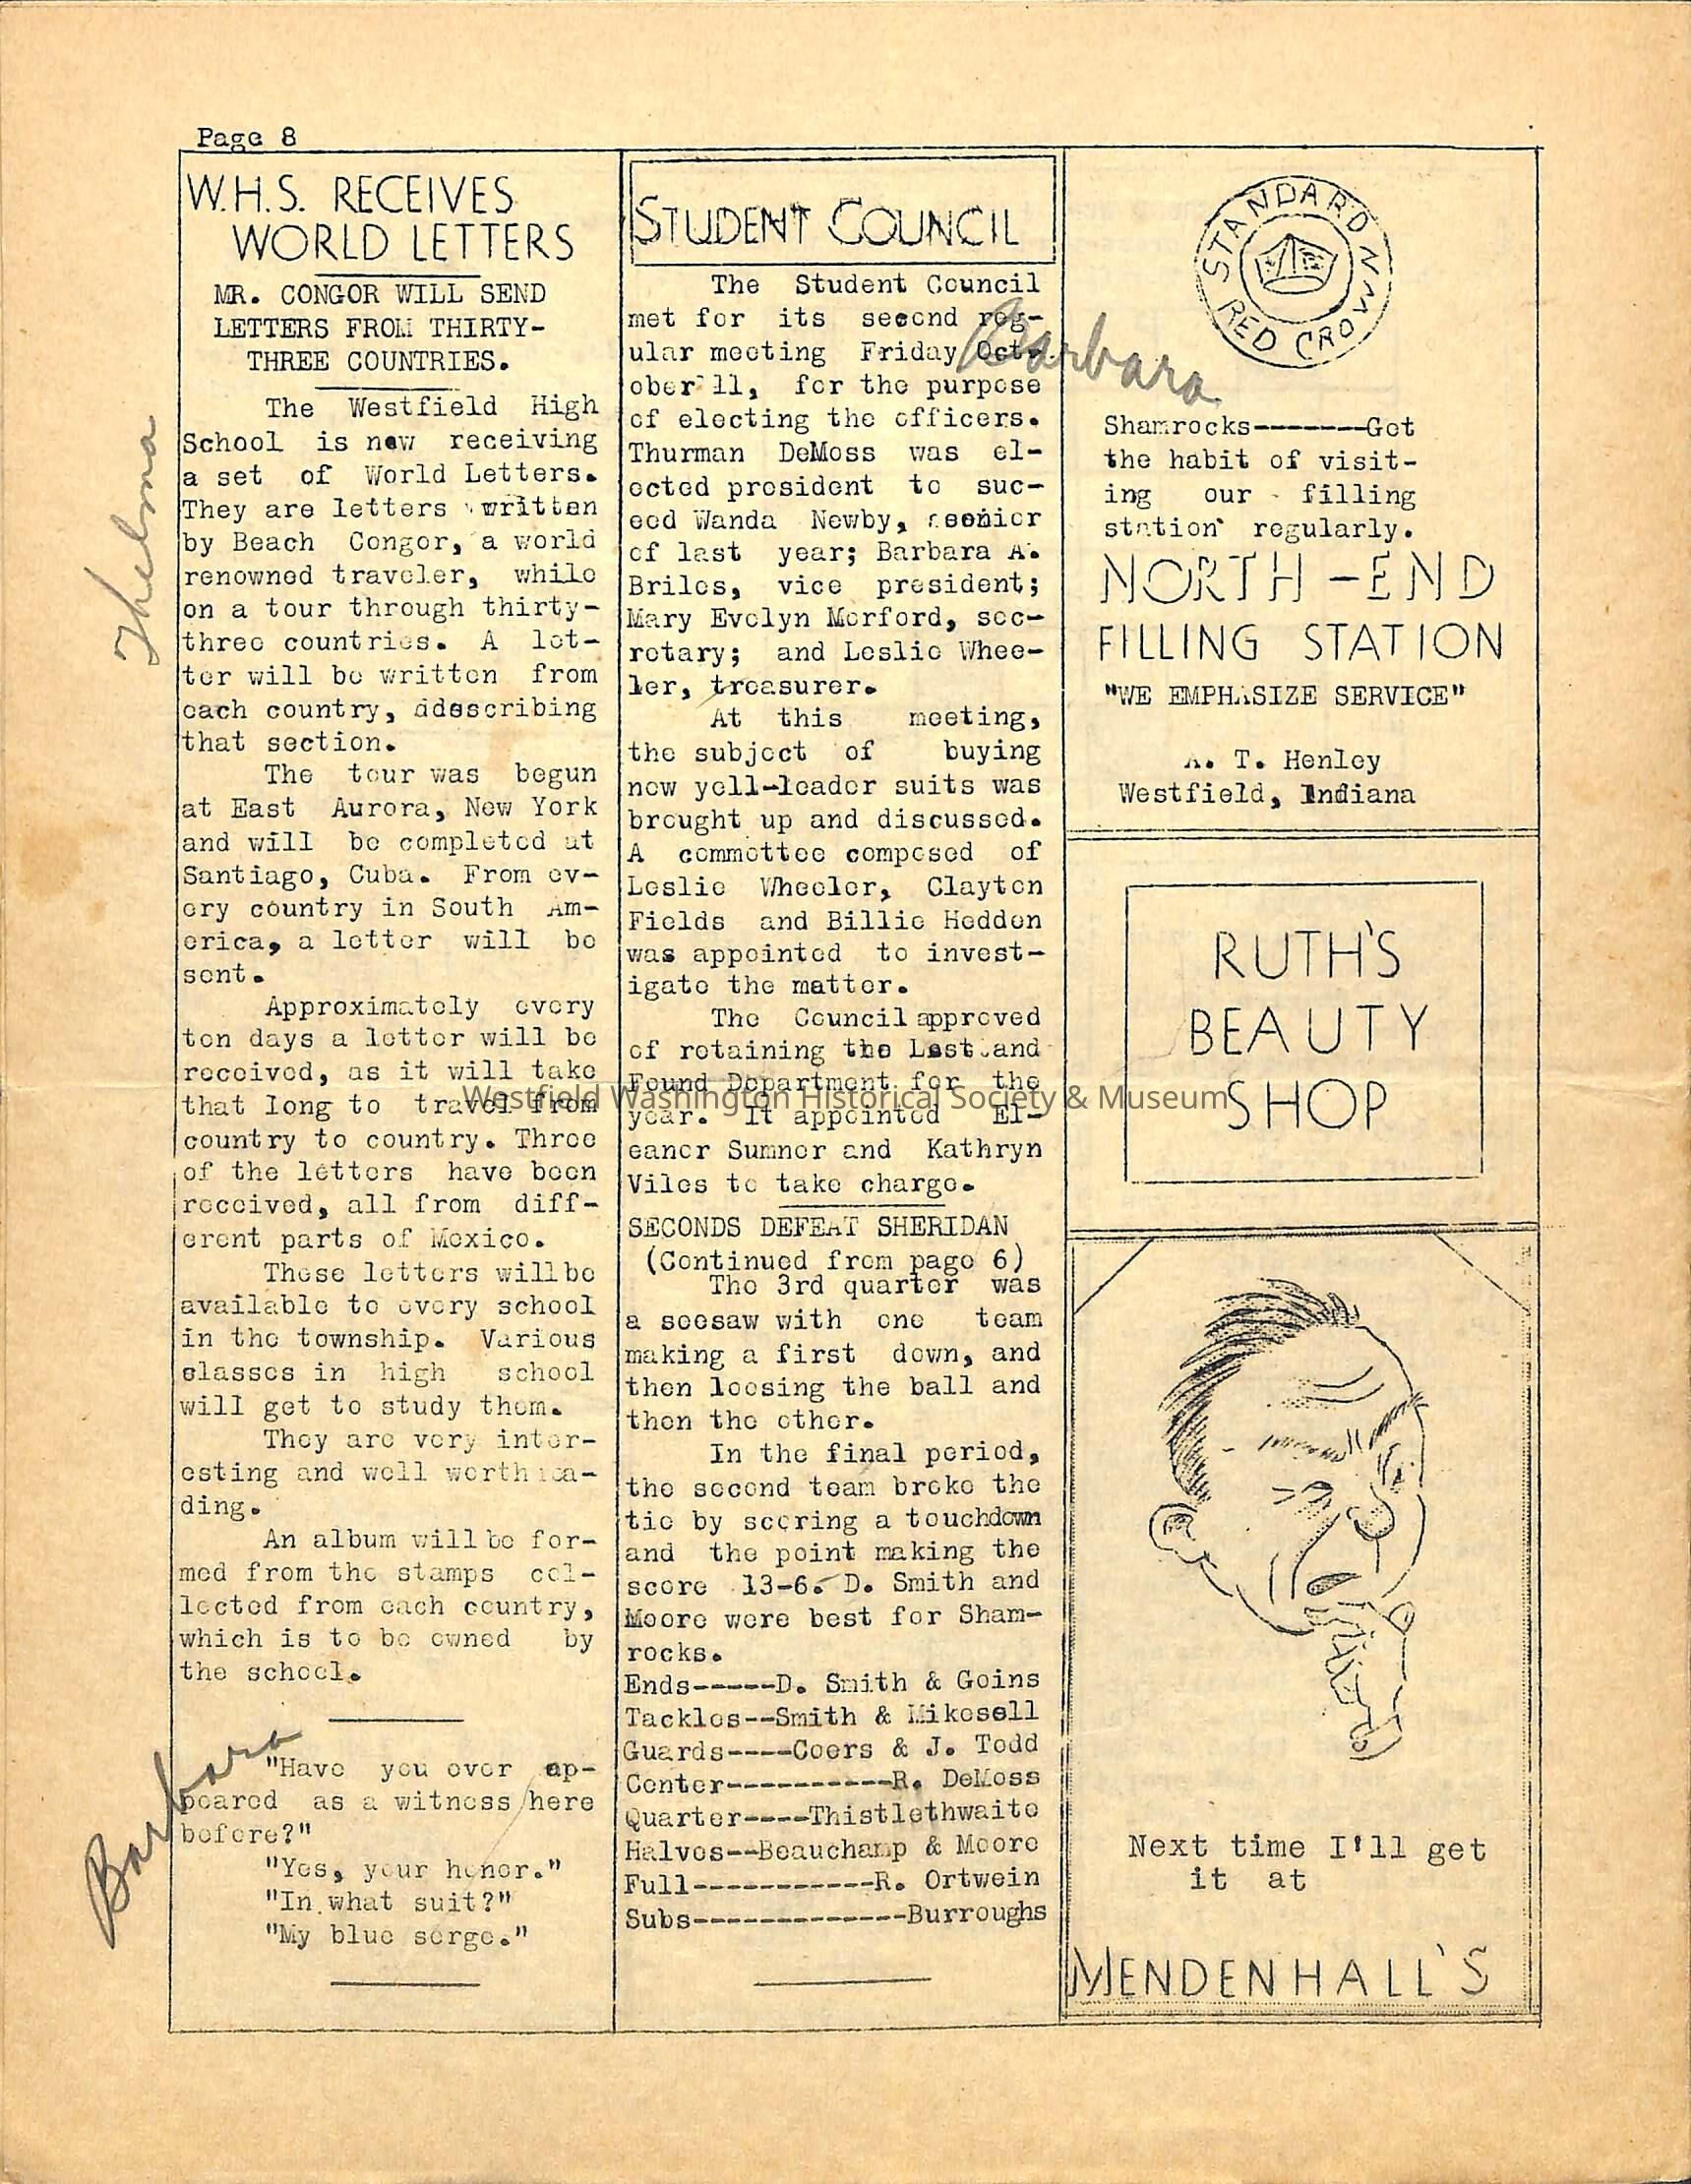 Page 8
W.H.S. RECEIVES
WORLD LETTERS
MR. CONGOR WILL SEND
LETTERS FROM THIRTY-
THREE COUNTRIES.
The Westfield High
School is now receiving
a set of World Letters.
They are letters written
by Beach Congor, a world
renowned traveler, while
on a tour through thirty-
three countries. A let-
ter will be written from
each country, ddescribing
that section.
The tour was begun
at East Aurora, New York
and will be completed at
Santiago, Cuba. From ev-
ery country in South Am-
erica, a letter will be
sent.
Approximately every
ten days a letter will be
received, as it will take
that long to travel from
country to country. Three
of the letters have been
received, all from diff-
erent parts of Mexico.
These letters will be
available to every school
in the township. Various
classes in high school
will get to study them.
They are very inter-
esting and well worth rea-
ding.
An album will be for-
med from the stamps col-
lected from each country,
which is to be owned by
the school.
"Have you ever ap-
peared as a witness here
before?"
"Yes, your honor."
"In what suit?"
"My blue serge."
Thelma
Barbara
STUDENT COUNCIL
The Student Council
met for its second reg-
ular meeting Friday Oct-
ober 11, for the purpose
of electing the officers.
Thurman DeMoss was el-
ected president to suc-
eed Wanda Newby, senior
of last year; Barbara A.
Briles, vice president;
Mary Evelyn Morford, sec-
retary; and Leslie Whee-
ler, treasurer.
At this meeting,
the subject of buying
new yell-leader suits was
brought up and discussed.
A commettee composed of
Leslie Wheeler, Clayton
Fields and Billie Heddon
was appointed to invest-
igate the matter.
The Council approved
of retaining the Lost and
Found Department for the
year. It appointed El-
eanor Sumner and Kathryn
Viles to take charge.
SECONDS DEFEAT SHERIDAN
(Continued from page 6)
The 3rd quarter was
a seesaw with one team
making a first down, and
then loosing the ball and
then the other.
In the final period,
the second team broke the
tie by scoring a touchdown
and the point making the
score 13-6. D. Smith and
Moore were best for Sham-
rocks.
Ends-----D. Smith & Goins
Tackles--Smith & Mikesell
Guards----Coers & J. Todd
Center----------R. DeMoss
Quarter----Thistlethwaite
Halves--Beauchamp & Moore
Full-----------R. Ortwein
Subs-------------Burroughs
Barbara
STANDARD
RED CROWN
Shamrocks-------Get
the habit of visit-
ing our filling
station regularly.
NORTH-END
FILLING STATION
"WE EMPHASIZE SERVICE"
A. T. Henley
Westfield, Indiana
RUTH'S
BEAUTY
SHOP
Next time I'll get
it at
MENDENHALL'S
Westfield Washington Historical Society & Museum